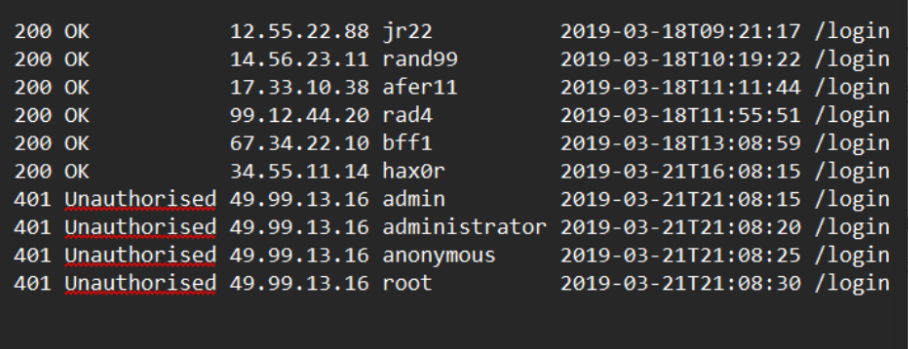 200 OK 12.55.22.88 jr22 2019-03-18T09:21:17 /login
200 OK 14.56.23.11 rand99 2019-03-18T10:19:22 /login
200 OK 17.33.10.38 afer11 2019-03-18T11:11:44 /login
200 OK 99.12.44.20 rad4 2019-03-18T11:55:51 /login
200 OK 67.34.22.10 bff1 2019-03-18T13:08:59 /login
200 OK 34.55.11.14 hax0r 2019-03-21T16:08:15 /login
401 Unauthorised 49.99.13.16 admin 2019-03-21T21:08:15 /login
401 Unauthorised 49.99.13.16 administrator 2019-03-21T21:08:20 /login
401 Unauthorised 49.99.13.16 anonymous 2019-03-21T21:08:25 /login
401 Unauthorised 49.99.13.16 root 2019-03-21T21:08:30 /login